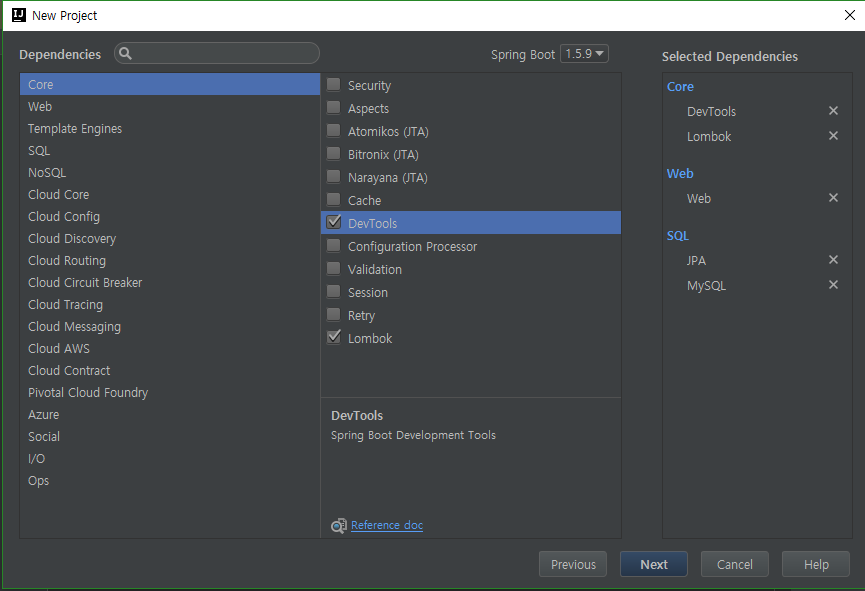 New Project
Dependencies
Spring Boot 1.5.9
Selected Dependencies
Core
Web
Template Engines
SQL
NoSQL
Cloud Core
Cloud Config
Cloud Discovery
Cloud Routing
Cloud Circuit Breaker
Cloud Tracing
Cloud Messaging
Cloud AWS
Cloud Contract
Pivotal Cloud Foundry
Azure
Social
I/O
Ops
Security
Aspects
Atomikos (JTA)
Bitronix (JTA)
Narayana (JTA)
Cache
DevTools
Configuration Processor
Validation
Session
Retry
Lombok
DevTools
Spring Boot Development Tools
Reference doc
Core
DevTools
Lombok
Web
Web
SQL
JPA
MySQL
Previous
Next
Cancel
Help